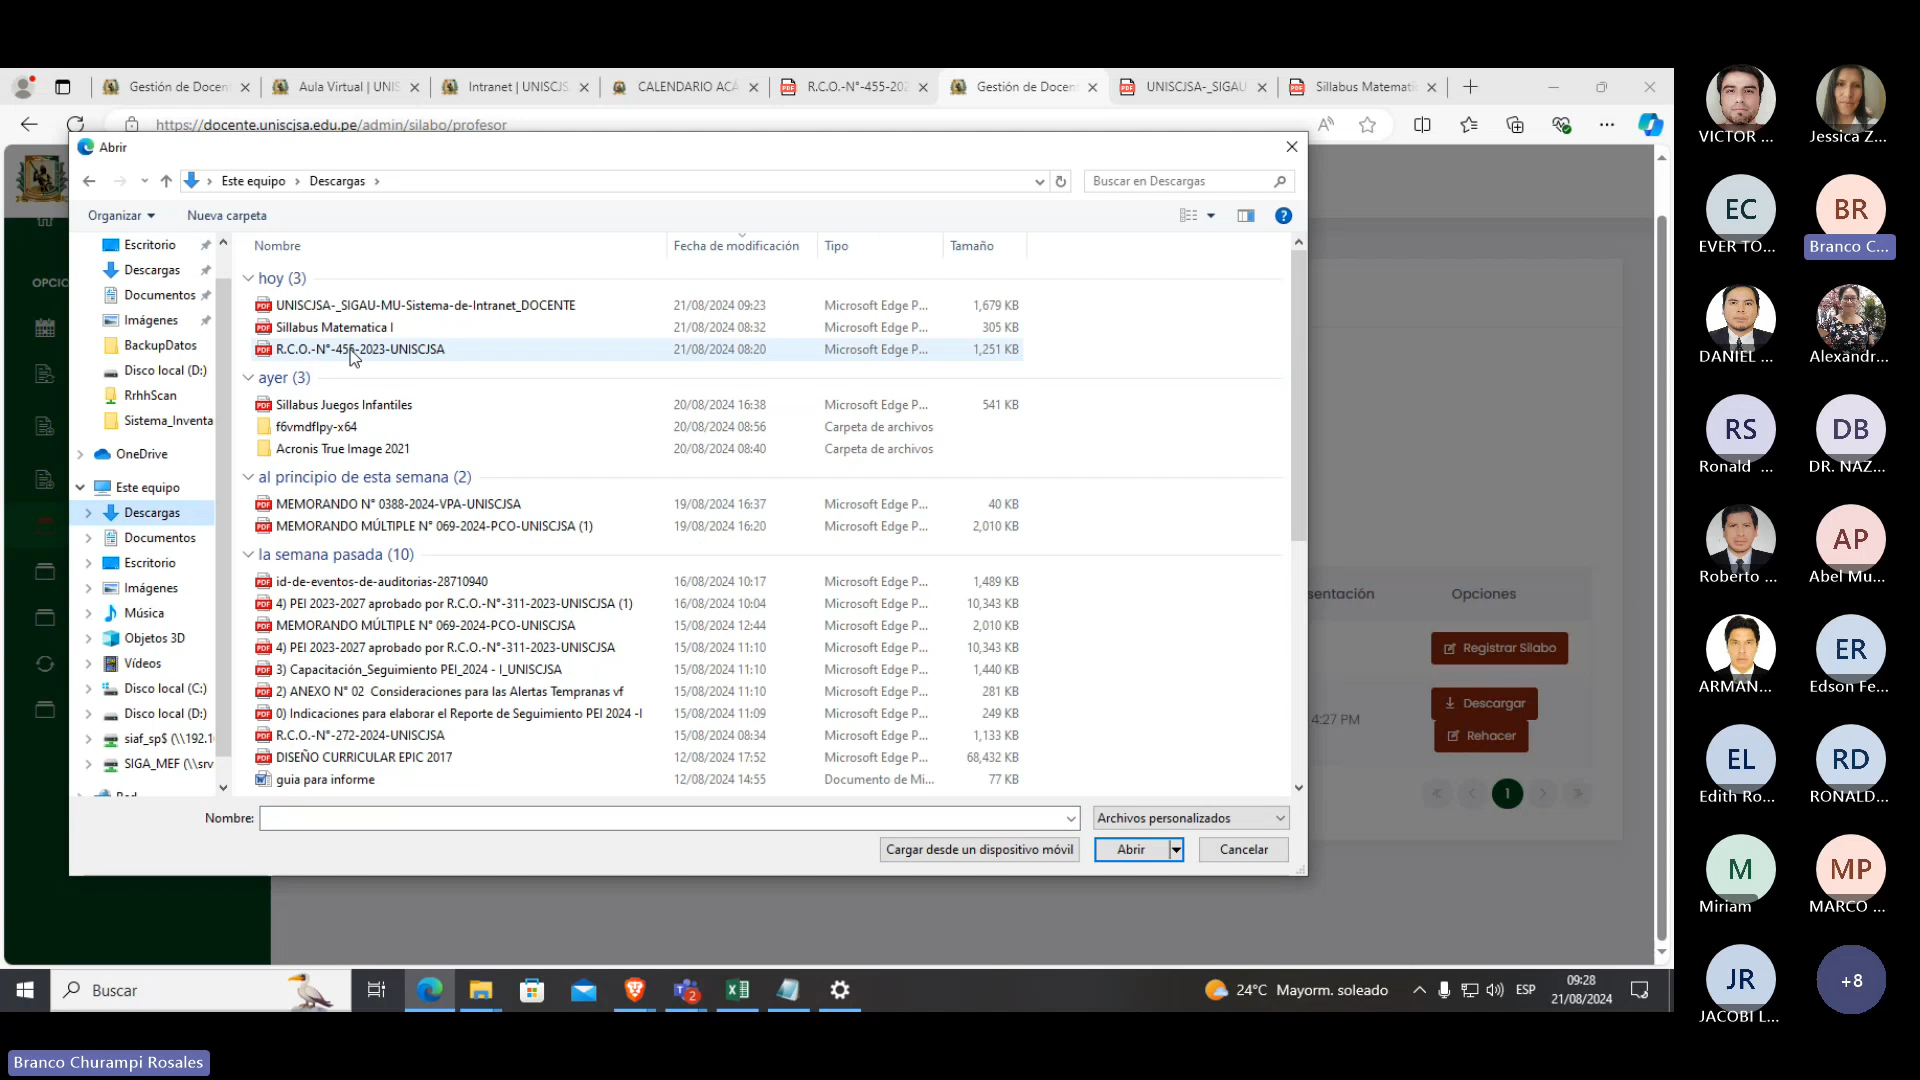 Gestión de Docen
Aula Virtual | UNIS
Intranet | UNISCJS.
CALENDARIO ACÁ
R.C.O.-N°-455-202
Gestión de Docen
UNISCJSA-_SIGAU
Sillabus Matemati
https://docente.uniscjsa.edu.pe/admin/silabo/profesor
Abrir
Este equipo > Descargas >
Buscar en Descargas
Organizar
Nueva carpeta
Escritorio
Descargas
Documentos
Imágenes
BackupDatos
Disco local (D:)
RrhhScan
Sistema_Inventa
OneDrive
Este equipo
Descargas
Documentos
Escritorio
Imágenes
Música
Objetos 3D
Vídeos
Disco local (C:)
Disco local (D:)
siaf_sp$ (\\192.1
SIGA_MEF (\\srv
OPCIO
Nombre Fecha de modificación Tipo Tamaño
hoy (3)
UNISCJSA-_SIGAU-MU-Sistema-de-Intranet_DOCENTE 21/08/2024 09:23 Microsoft Edge P... 1,679 KB
Sillabus Matematica I 21/08/2024 08:32 Microsoft Edge P... 305 KB
R.C.O.-N°-455-2023-UNISCJSA 21/08/2024 08:20 Microsoft Edge P... 1,251 KB
ayer (3)
Sillabus Juegos Infantiles 20/08/2024 16:38 Microsoft Edge P... 541 KB
f6vmdflpy-x64 20/08/2024 08:56 Carpeta de archivos
Acronis True Image 2021 20/08/2024 08:40 Carpeta de archivos
al principio de esta semana (2)
MEMORANDO N° 0388-2024-VPA-UNISCJSA 19/08/2024 16:37 Microsoft Edge P... 40 KB
MEMORANDO MÚLTIPLE N° 069-2024-PCO-UNISCJSA (1) 19/08/2024 16:20 Microsoft Edge P... 2,010 KB
la semana pasada (10)
id-de-eventos-de-auditorias-28710940 16/08/2024 10:17 Microsoft Edge P... 1,489 KB
4) PEI 2023-2027 aprobado por R.C.O.-N°-311-2023-UNISCJSA (1) 16/08/2024 10:04 Microsoft Edge P... 10,343 KB
MEMORANDO MÚLTIPLE N° 069-2024-PCO-UNISCJSA 15/08/2024 12:44 Microsoft Edge P... 2,010 KB
4) PEI 2023-2027 aprobado por R.C.O.-N°-311-2023-UNISCJSA 15/08/2024 11:10 Microsoft Edge P... 10,343 KB
3) Capacitación_Seguimiento PEI_2024 - I_UNISCJSA 15/08/2024 11:10 Microsoft Edge P... 1,440 KB
2) ANEXO N° 02 Consideraciones para las Alertas Tempranas vf 15/08/2024 11:10 Microsoft Edge P... 281 KB
0) Indicaciones para elaborar el Reporte de Seguimiento PEI 2024 -I 15/08/2024 11:09 Microsoft Edge P... 249 KB
R.C.O.-N°-272-2024-UNISCJSA 15/08/2024 08:34 Microsoft Edge P... 1,133 KB
DISEÑO CURRICULAR EPIC 2017 12/08/2024 17:52 Microsoft Edge P... 68,432 KB
guia para informe 12/08/2024 14:55 Documento de Mi... 77 KB
Nombre:
Archivos personalizados
Cargar desde un dispositivo móvil
Abrir
Cancelar
sentación Opciones
Registrar Silabo
4:27 PM
Descargar
Rehacer
1
Buscar
2
24°C Mayorm. soleado
ESP
09:28
21/08/2024
VICTOR ...
Jessica Z...
EC
EVER TO...
BR
Branco C...
DANIEL ...
Alexandr...
RS
Ronald ...
DB
DR. NAZ...
Roberto ...
AP
Abel Mu...
ARMAN...
ER
Edson Fe...
EL
Edith Ro...
RD
RONALD...
M
Miriam
MP
MARCO ...
JR
JACOBI L...
+8
Branco Churampi Rosales